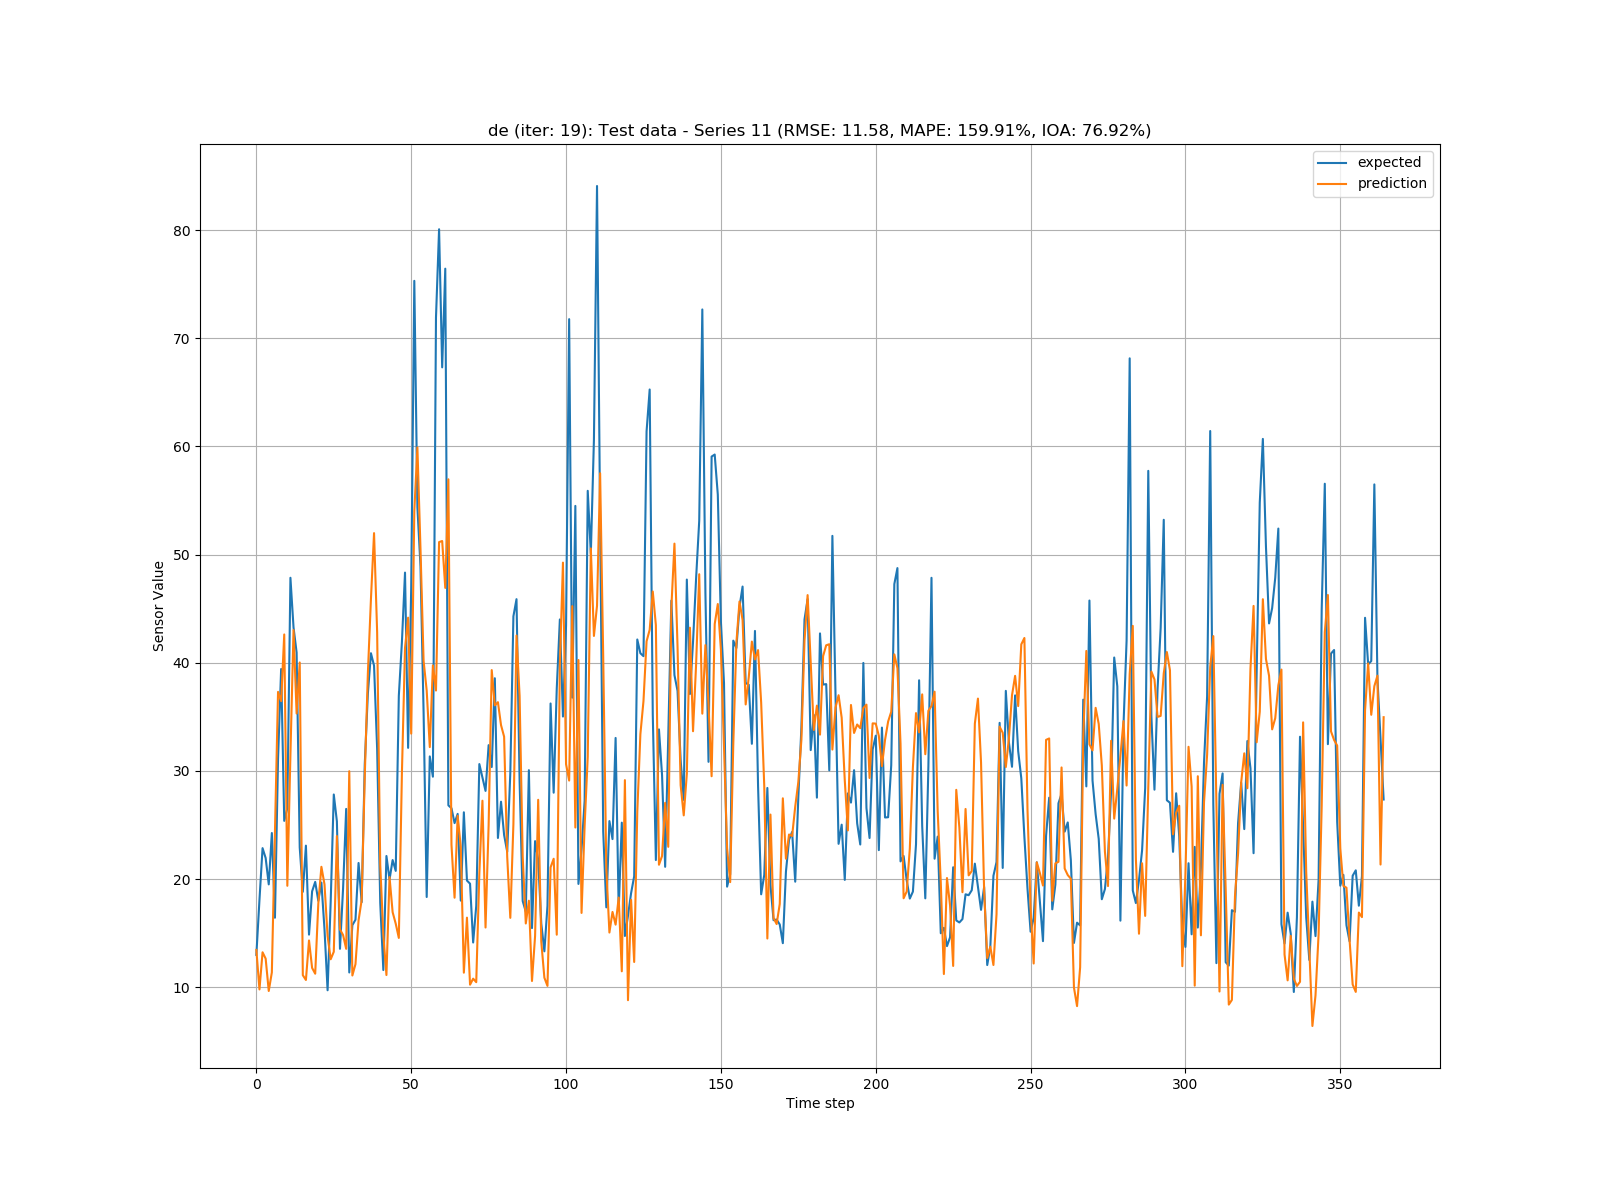 de (iter: 19): Test data - Series 11 (RMSE: 11.58, MAPE: 159.91%, IOA: 76.92%)
expected
prediction
80
70
60
50
40
30
20
10
Sensor Value
0 50 100 150 200 250 300 350
Time step